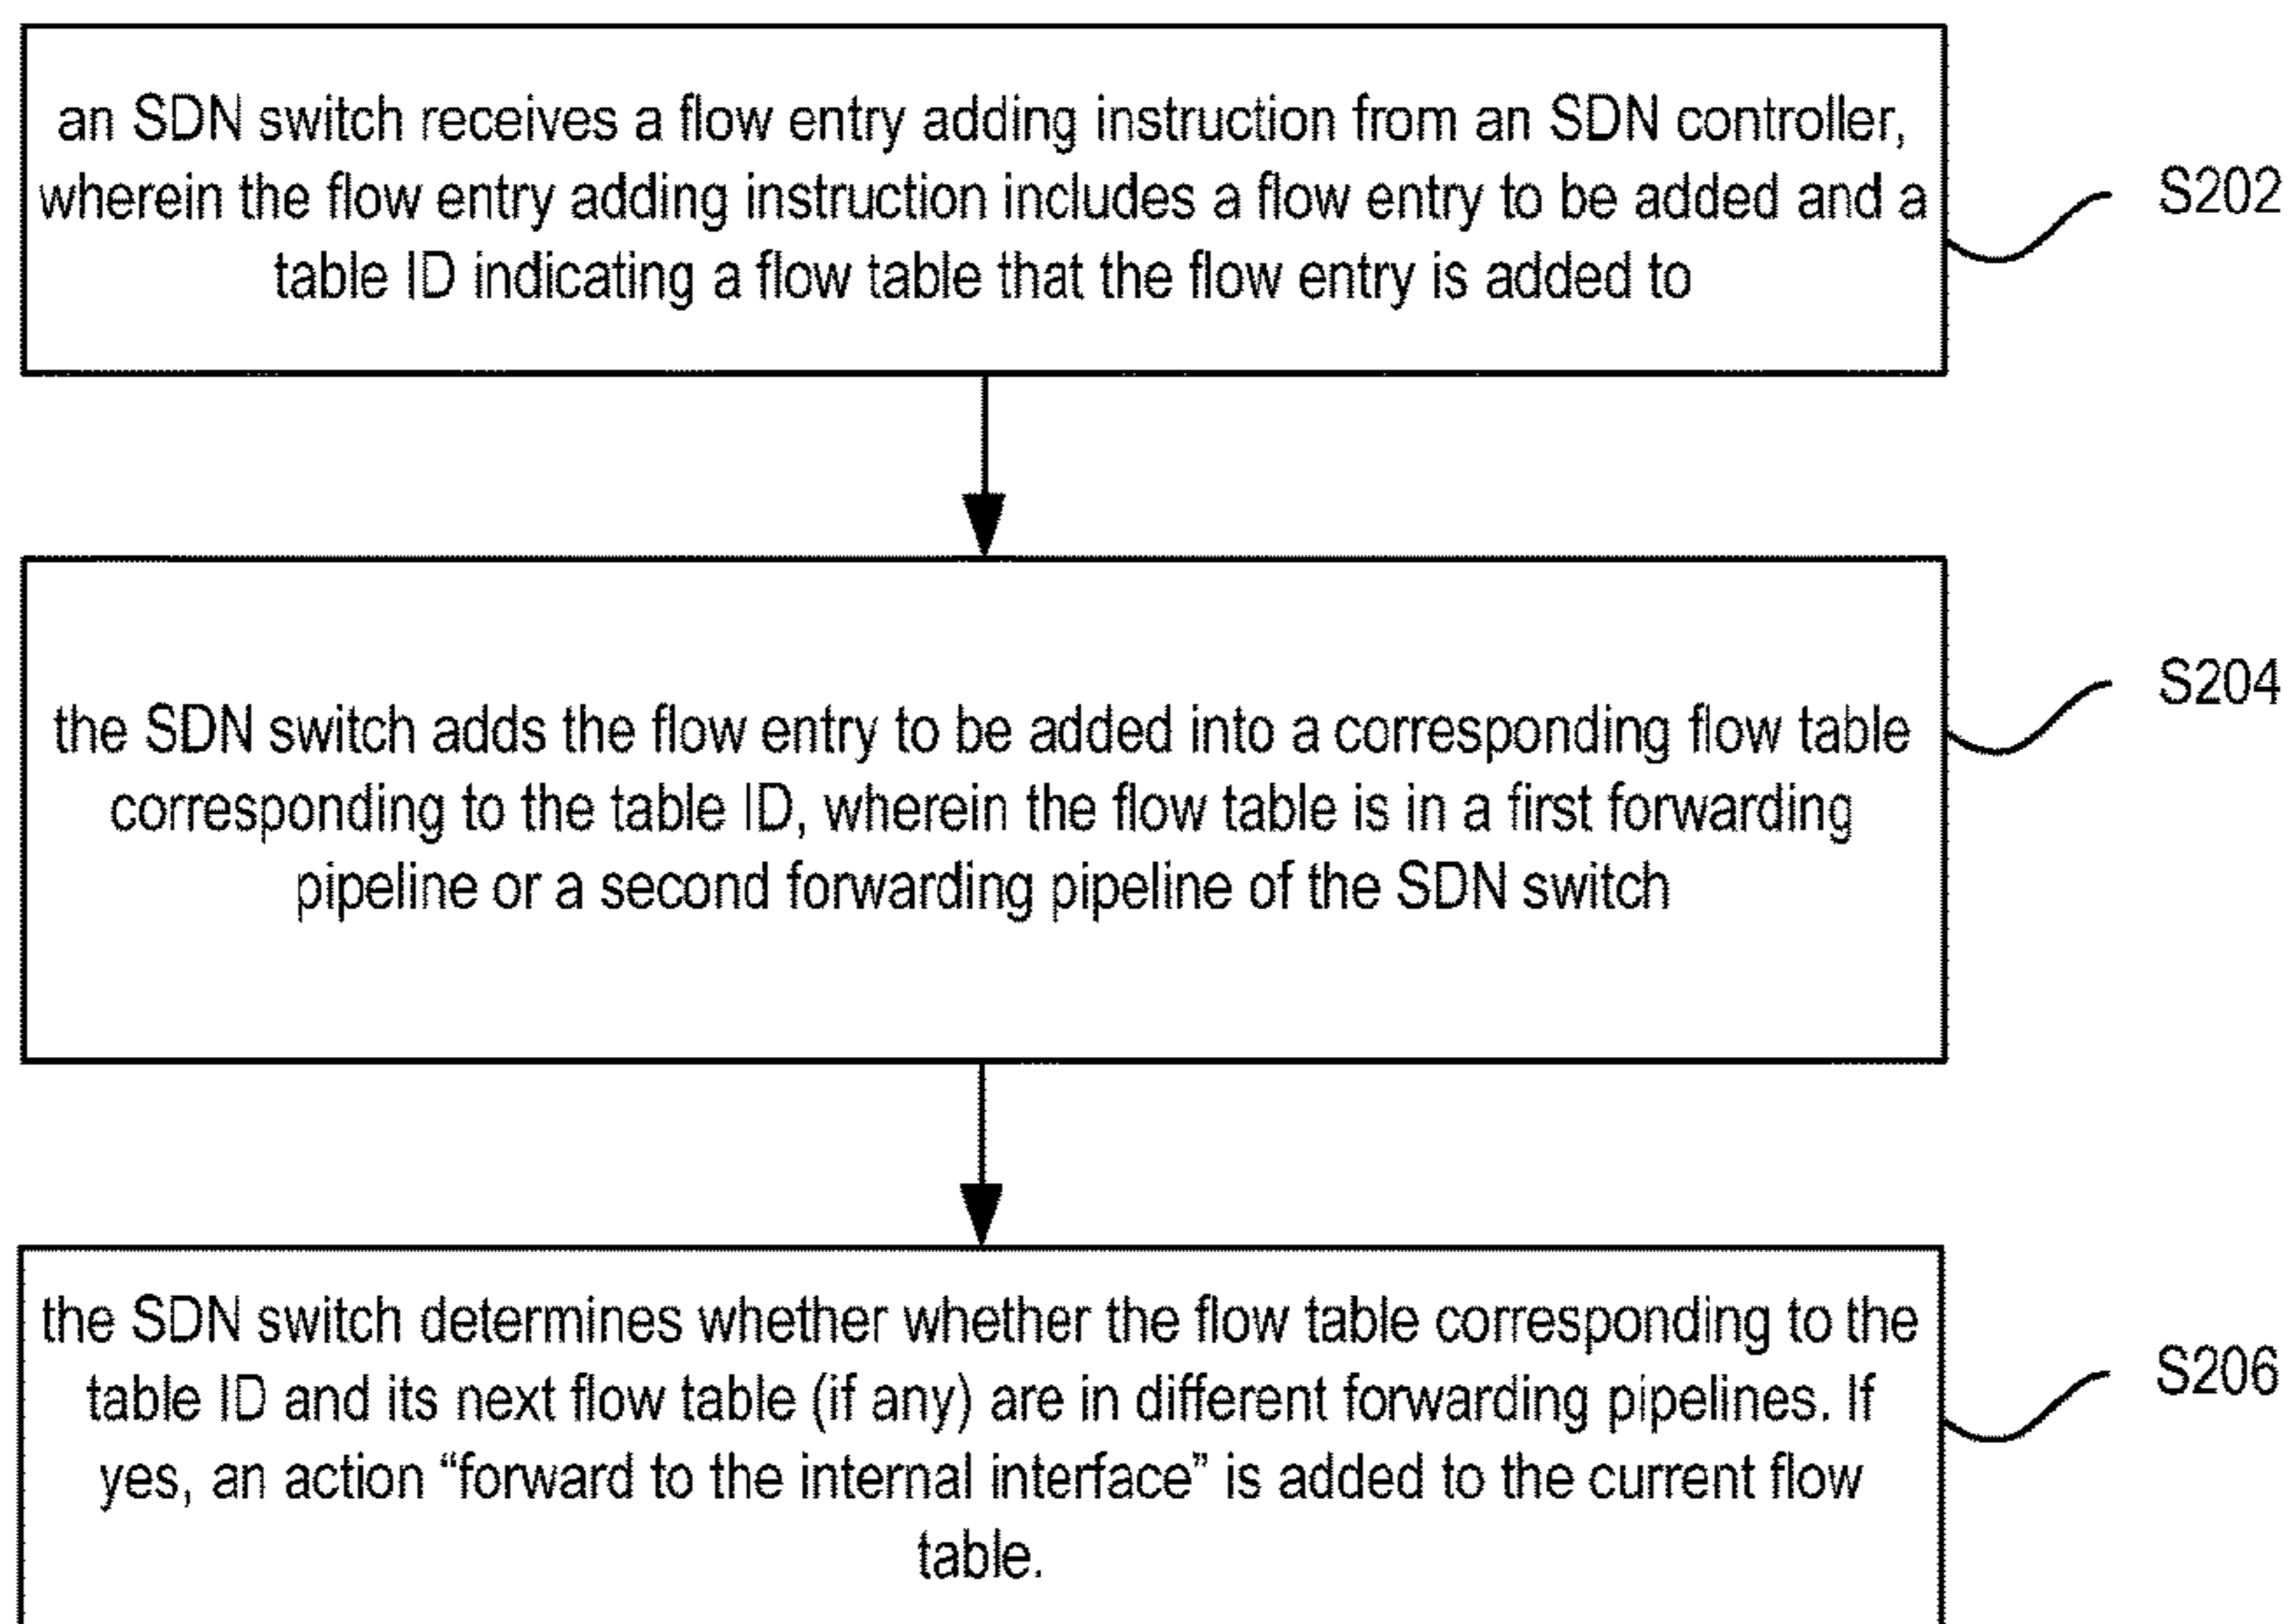 an SDN switch receives a flow entry adding instruction from an SDN controller,
wherein the flow entry adding instruction includes a flow entry to be added and a
table ID indicating a flow table that the flow entry is added to
S202
the SDN switch adds the flow entry to be added into a corresponding flow table
corresponding to the table ID, wherein the flow table is in a first forwarding
pipeline or a second forwarding pipeline of the SDN switch
S204
the SDN switch determines whether whether the flow table corresponding to the
table ID and its next flow table (if any) are in different forwarding pipelines. If
yes, an action “forward to the internal interface” is added to the current flow
table.
S206